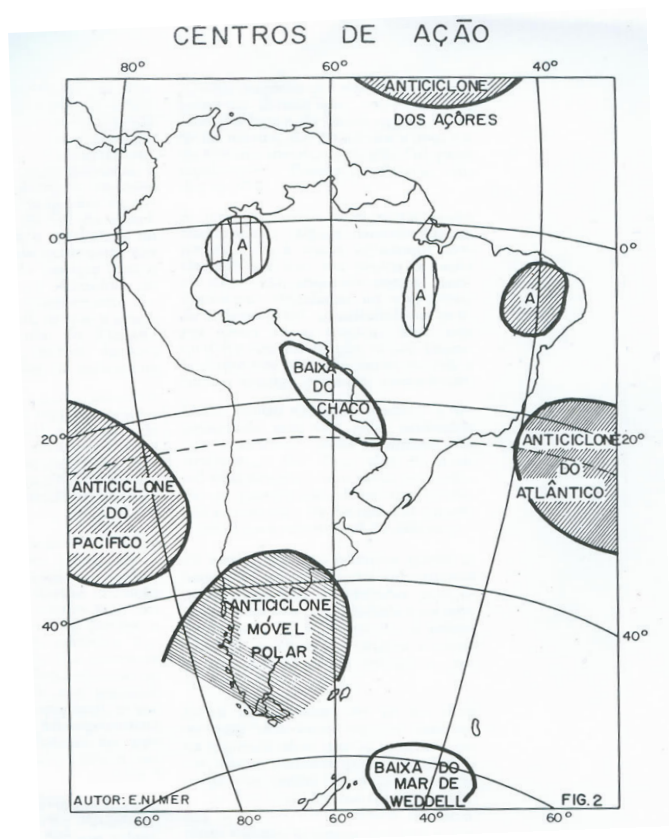 CENTROS DE AÇÃO
80° 60° 40°
ANTICICLONE
DOS AÇÔRES
0° 0°
A
A
A
BAIXA
DO
CHACO
20° 20°
ANTICICLONE
DO
ATLÂNTICO
ANTICICLONE
DO
PACÍFICO
ANTICICLONE
MÓVEL
POLAR
40° 40°
BAIXA DO
MAR DE
WEDDELL
AUTOR: E.NIMER
FIG. 2
60° 80° 40° 60°